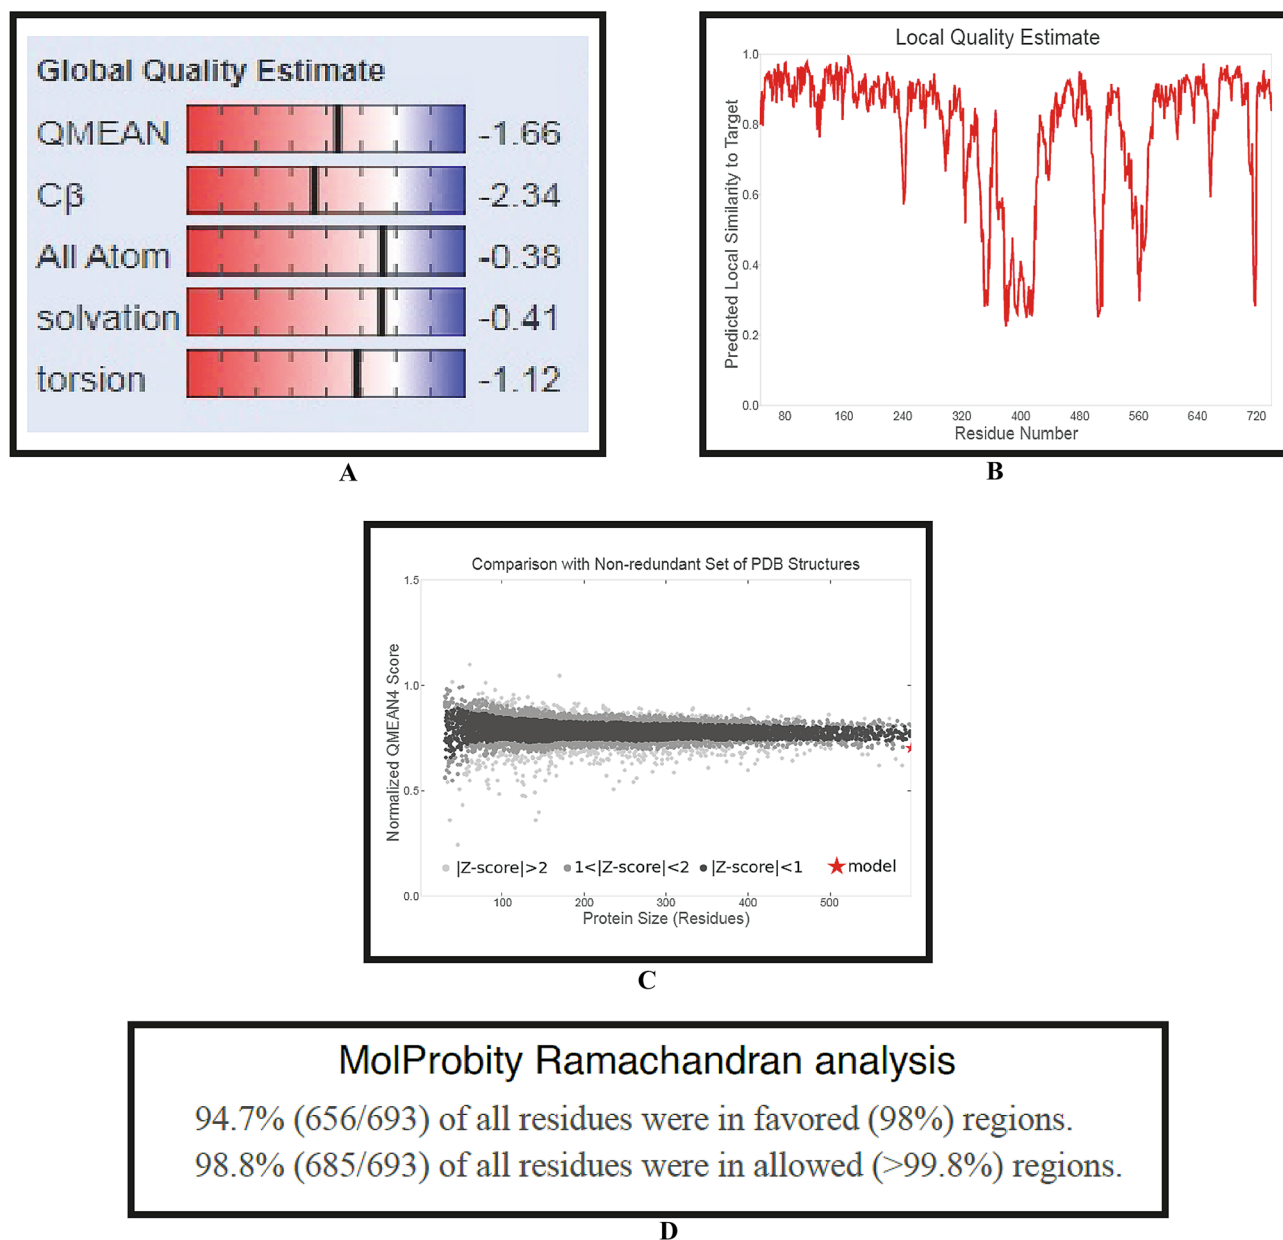 Global Quality Estimate
QMEAN -1.66
Cβ -2.34
All Atom -0.38
solvation -0.41
torsion -1.12
A
Local Quality Estimate
Predicted Local Similarity to Target
1.0
0.8
0.6
0.4
0.2
0.0
80 160 240 320 400 480 560 640 720
Residue Number
B
Comparison with Non-redundant Set of PDB Structures
Normalized QMEAN4 Score
1.5
1.0
0.5
0.0
|Z-score|>2 1<|Z-score|<2 |Z-score|<1 model
100 200 300 400 500
Protein Size (Residues)
C
MolProbity Ramachandran analysis
94.7% (656/693) of all residues were in favored (98%) regions.
98.8% (685/693) of all residues were in allowed (>99.8%) regions.
D